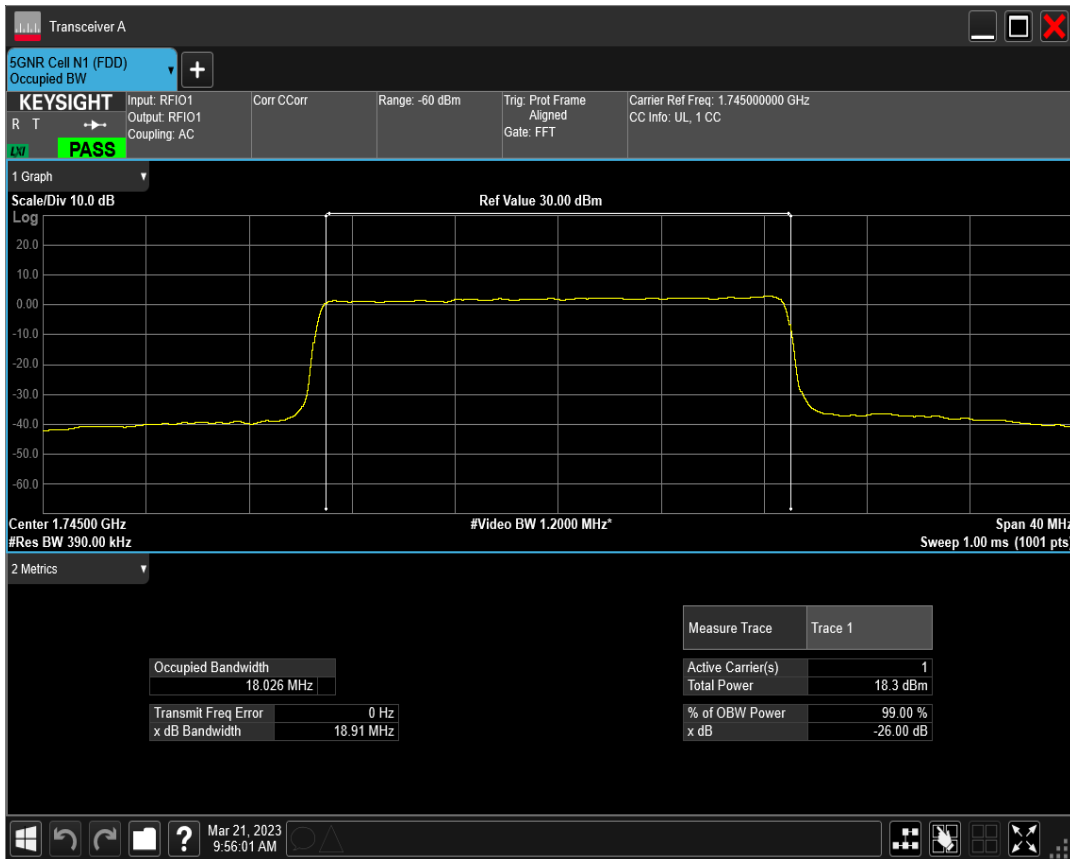 Transceiver A
5GNR Cell N1 (FDD)
Occupied BW
+
KEYSIGHT
R T
LXI
PASS
Input: RFIO1
Output: RFIO1
Coupling: AC
Corr CCorr
Range: -60 dBm
Trig: Prot Frame
Aligned
Gate: FFT
Carrier Ref Freq: 1.745000000 GHz
CC Info: UL, 1 CC
1 Graph
Scale/Div 10.0 dB
Ref Value 30.00 dBm
Log
20.0
10.0
0.00
-10.0
-20.0
-30.0
-40.0
-50.0
-60.0
Center 1.74500 GHz
#Video BW 1.2000 MHz*
Span 40 MHz
#Res BW 390.00 kHz
Sweep 1.00 ms (1001 pts)
2 Metrics
Measure Trace Trace 1
Occupied Bandwidth
18.026 MHz
Active Carrier(s) 1
Total Power 18.3 dBm
Transmit Freq Error 0 Hz
x dB Bandwidth 18.91 MHz
% of OBW Power 99.00 %
x dB -26.00 dB
?
Mar 21, 2023
9:56:01 AM